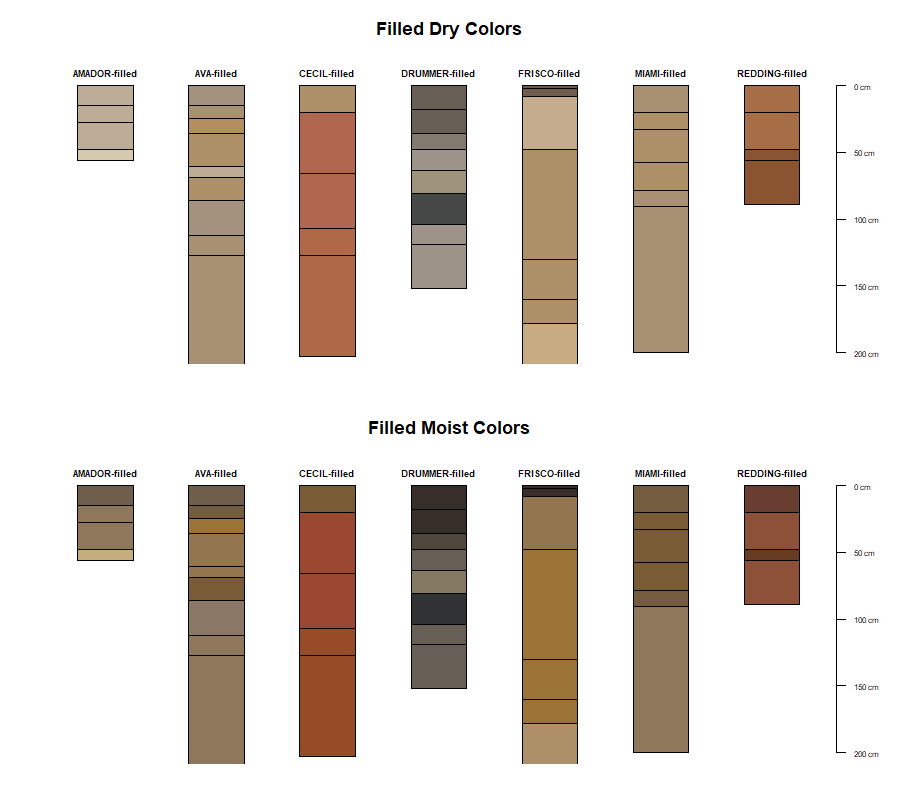 Filled Dry Colors
AMADOR-filled AVA-filled CECIL-filled DRUMMER-filled FRISCO-filled MIAMI-filled REDDING-filled
0 cm
50 cm
100 cm
150 cm
200 cm
Filled Moist Colors
AMADOR-filled AVA-filled CECIL-filled DRUMMER-filled FRISCO-filled MIAMI-filled REDDING-filled
0 cm
50 cm
100 cm
150 cm
200 cm